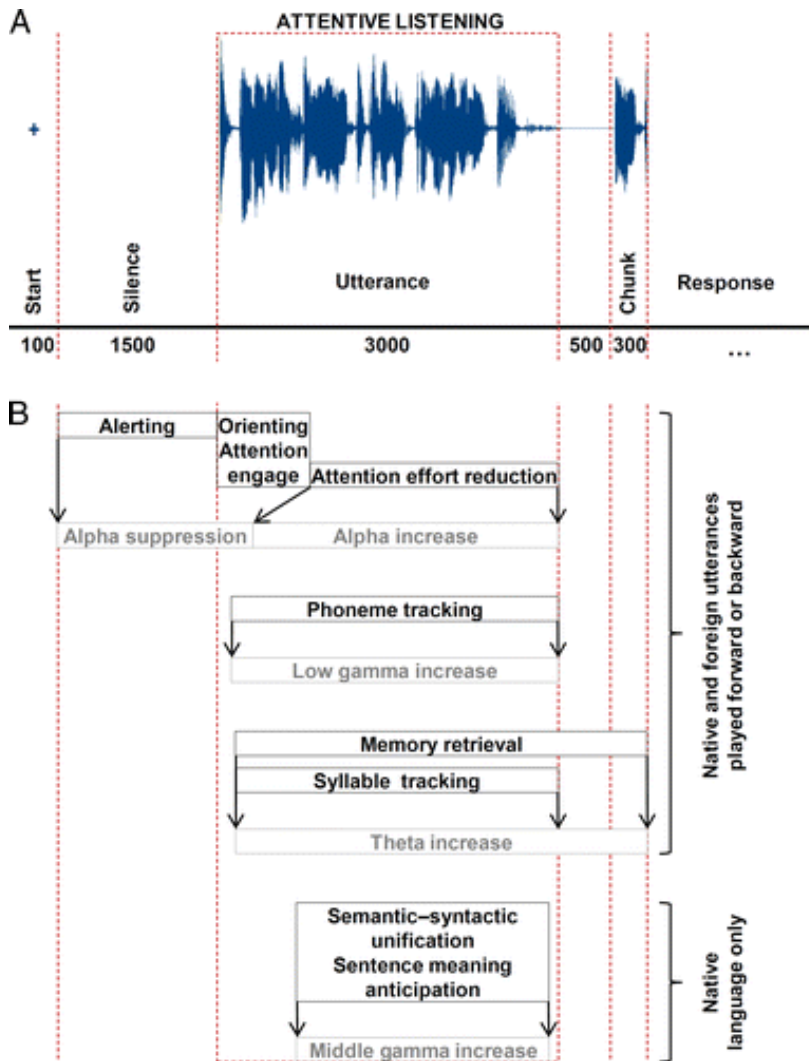 A
ATTENTIVE LISTENING
+
Start
Silence
Utterance
Chunk
Response
100
1500
3000
500
300
...
B
Alerting
Orienting
Attention
engage
Attention effort reduction
Alpha suppression
Alpha increase
Phoneme tracking
Low gamma increase
Memory retrieval
Syllable tracking
Theta increase
Native and foreign utterances
played forward or backward
Semantic–syntactic
unification
Sentence meaning
anticipation
Middle gamma increase
Native
language only